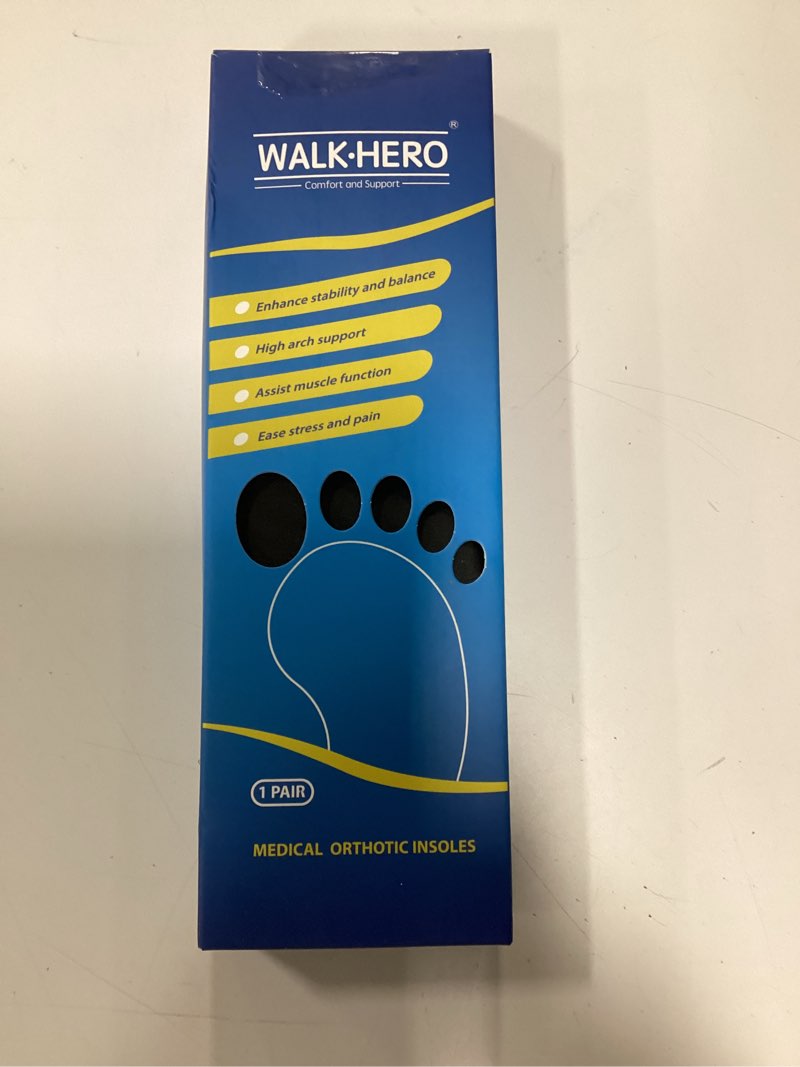 WALK·HERO®
Comfort and Support
Enhance stability and balance
High arch support
Assist muscle function
Ease stress and pain
1 PAIR
MEDICAL ORTHOTIC INSOLES